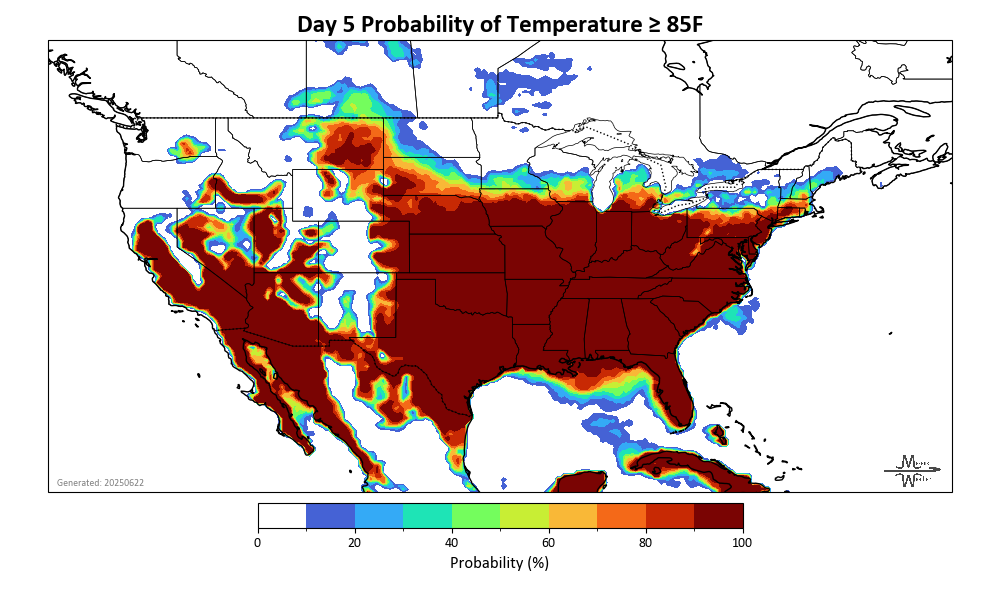 Day 5 Probability of Temperature ≥ 85F
Generated: 20250622
0 20 40 60 80 100
Probability (%)